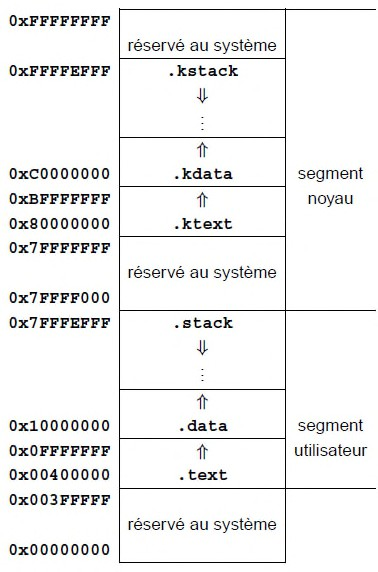 0xFFFFFFFF
réservé au système
0xFFFFEFFF .kstack
⇓
⋮
⇑
0xC0000000 .kdata segment
0xBFFFFFFF ⇑ noyau
0x80000000 .ktext
0x7FFFFFFF
réservé au système
0x7FFFF000
0x7FFFEFFF .stack
⇓
⋮
⇑
0x10000000 .data segment
0x0FFFFFFF ⇑ utilisateur
0x00400000 .text
0x003FFFFF
réservé au système
0x00000000